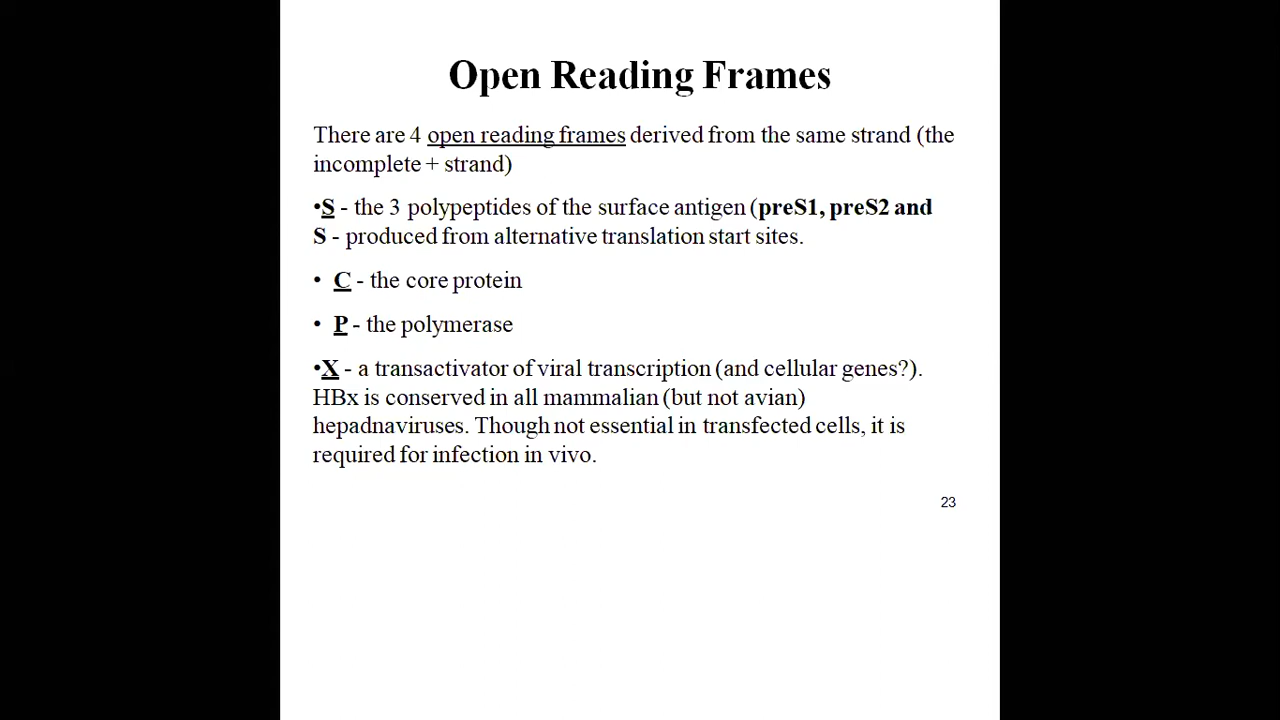 Open Reading Frames
There are 4 open reading frames derived from the same strand (the
incomplete + strand)
•S - the 3 polypeptides of the surface antigen (preS1, preS2 and
S - produced from alternative translation start sites.
• C - the core protein
• P - the polymerase
•X - a transactivator of viral transcription (and cellular genes?).
HBx is conserved in all mammalian (but not avian)
hepadnaviruses. Though not essential in transfected cells, it is
required for infection in vivo.
23